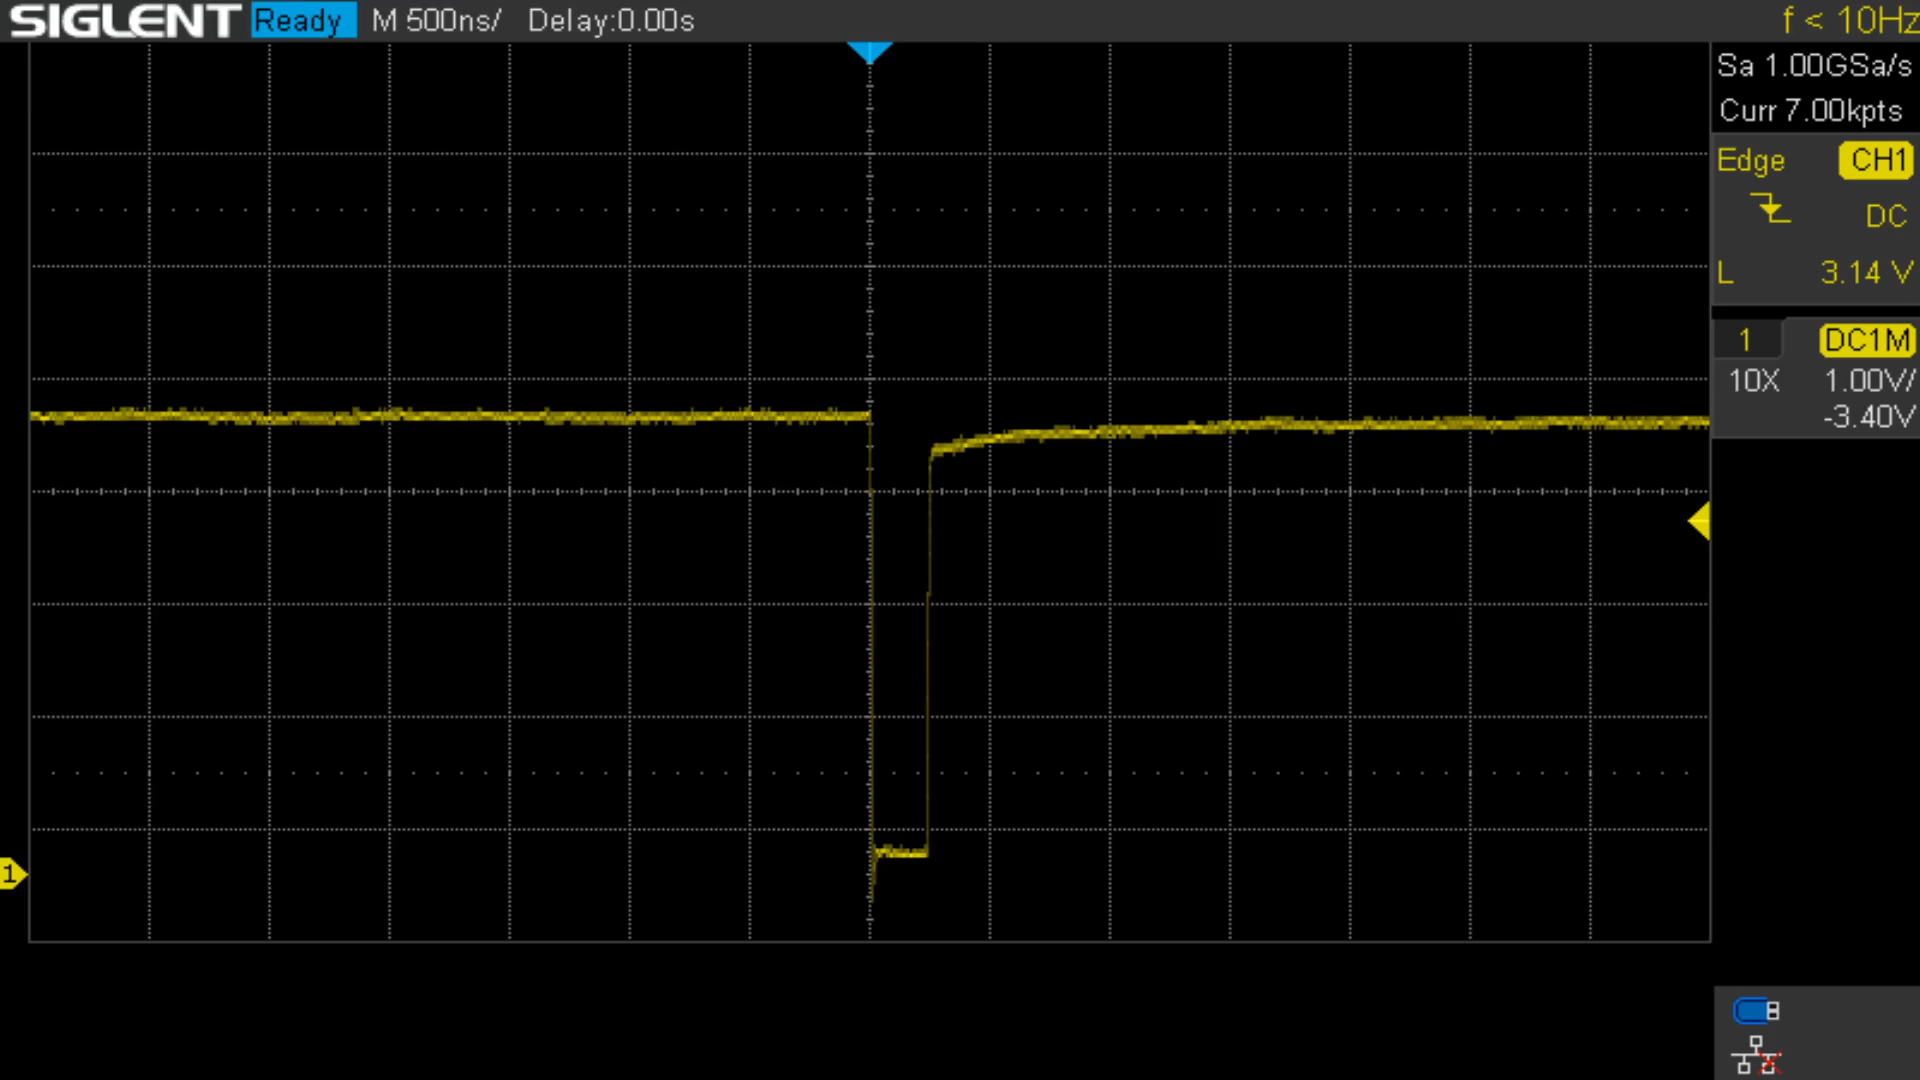 SIGLENT Ready M 500ns/ Delay:0.00s f < 10Hz
Sa 1.00GSa/s
Curr 7.00kpts
Edge CH1
DC
L 3.14 V
1 DC1M
10X 1.00V/
-3.40V
1